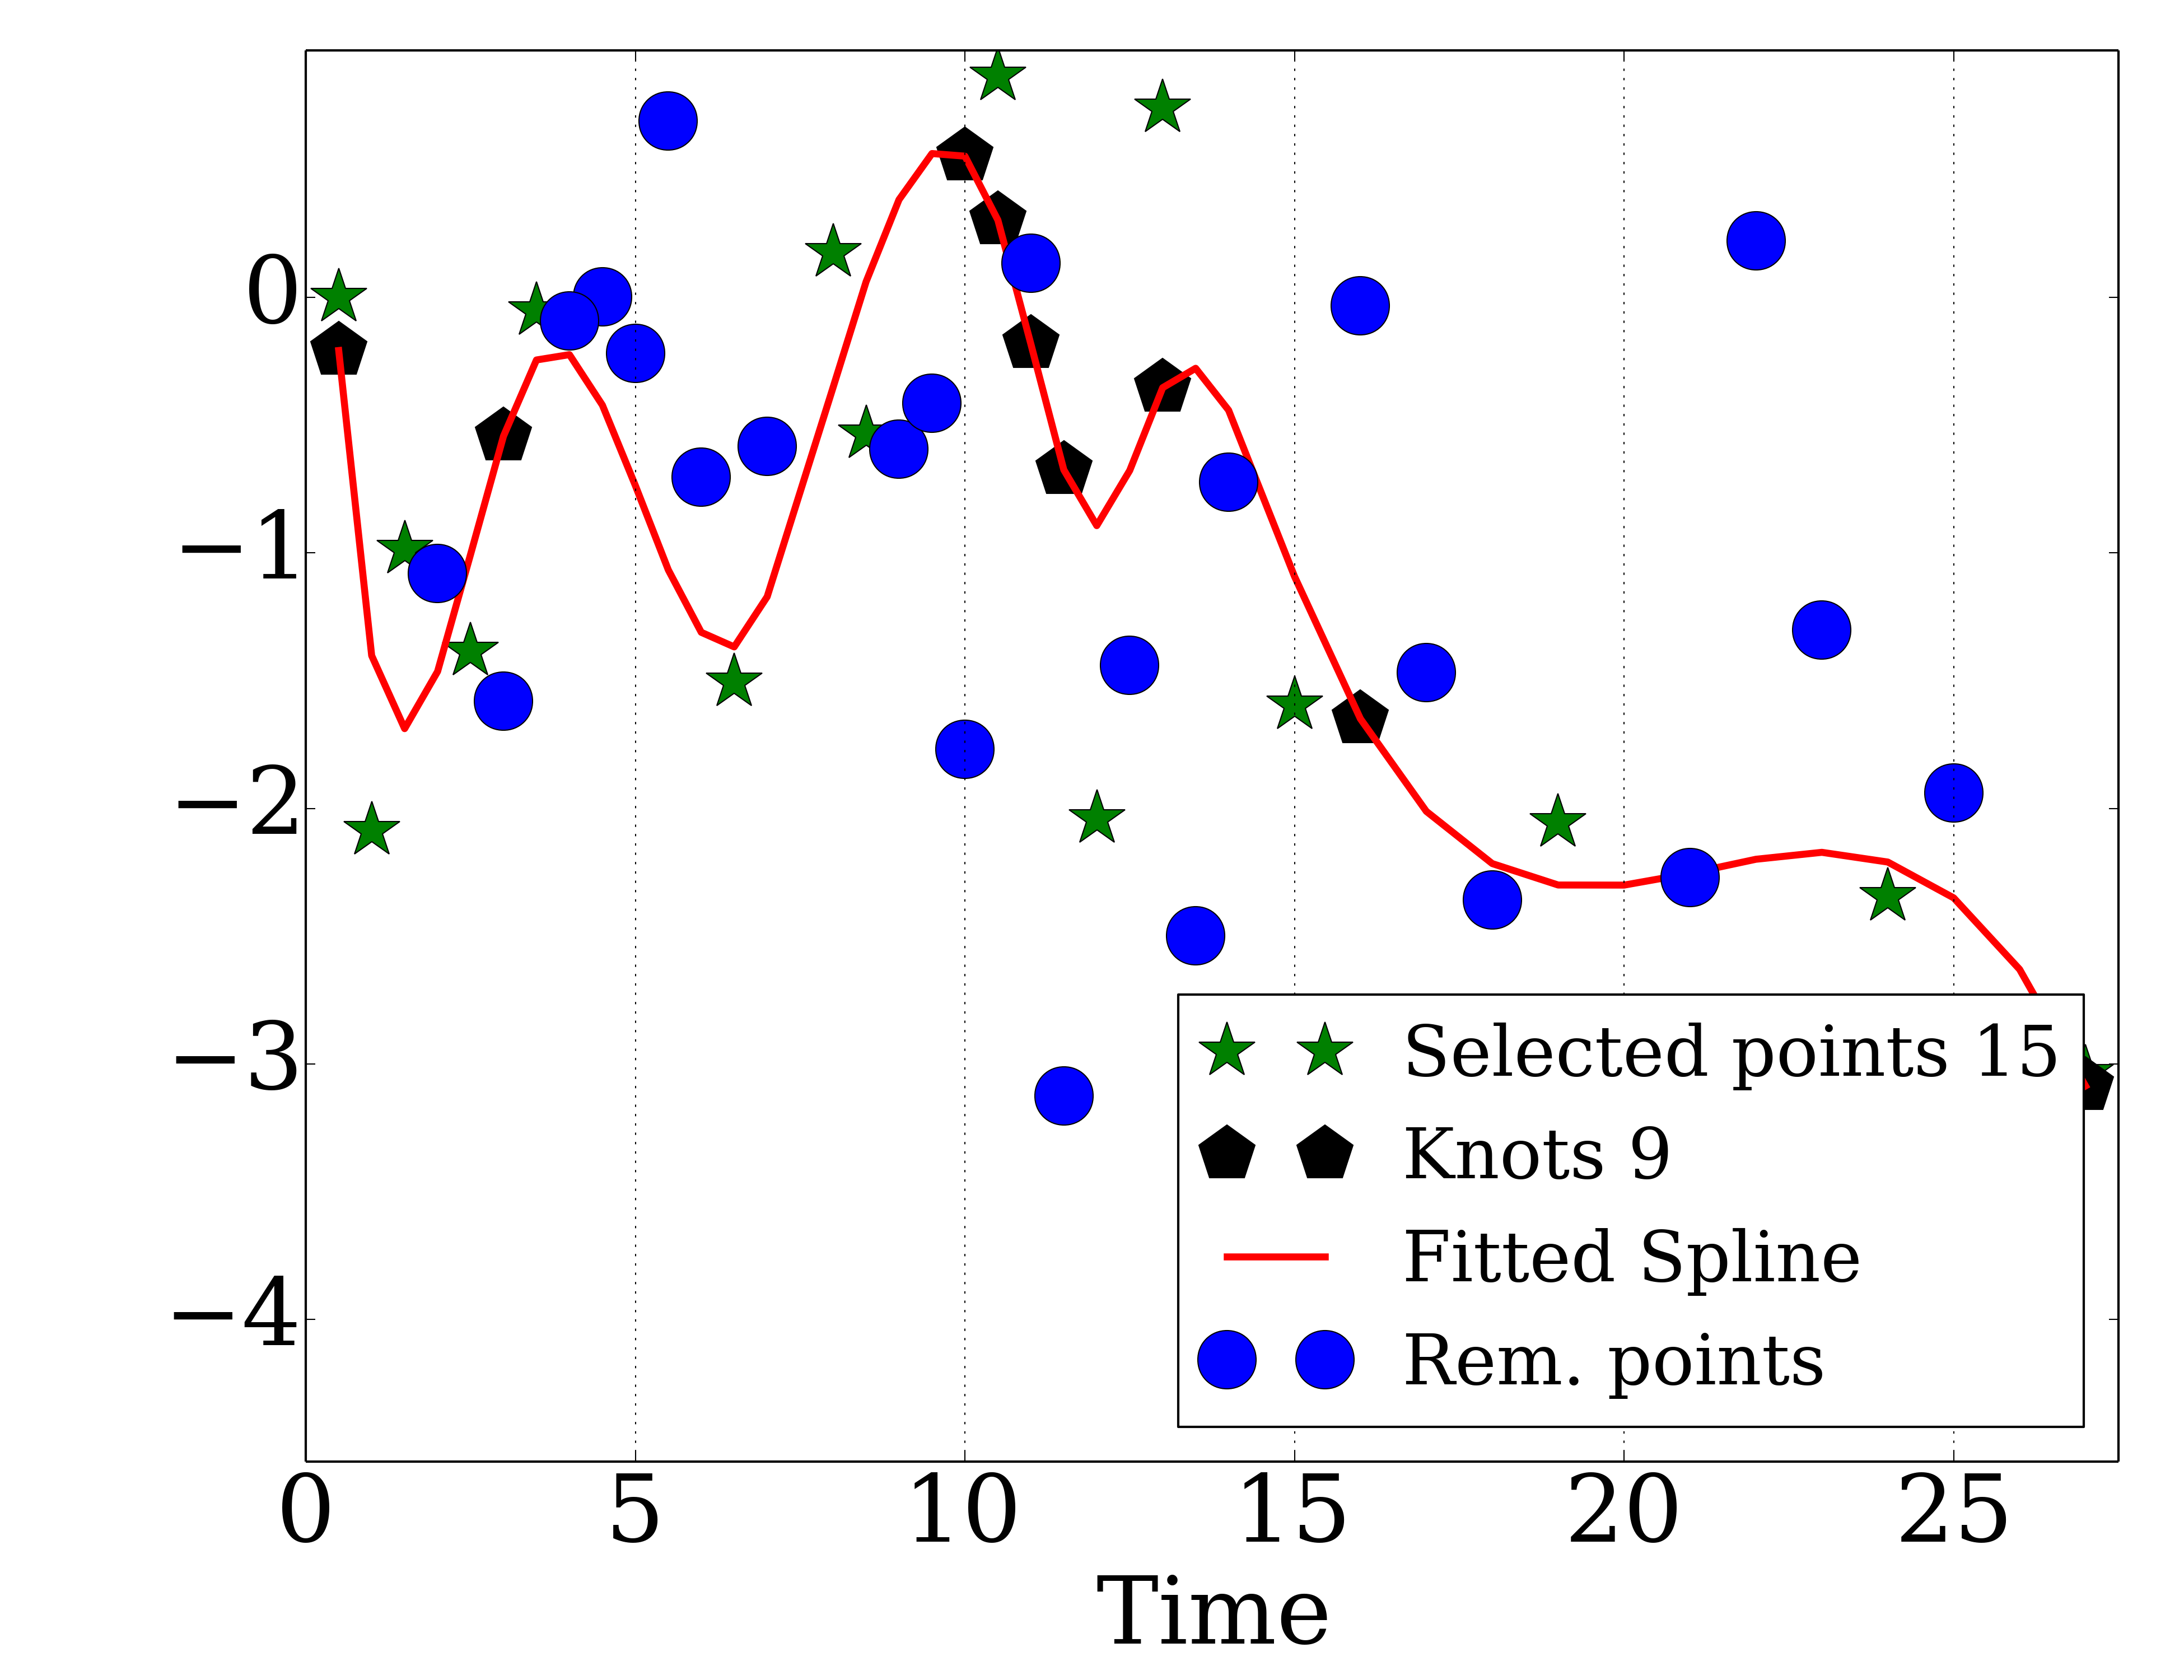 0
−1
−2
−3
−4
Selected points 15
Knots 9
Fitted Spline
Rem. points
0 5 10 15 20 25
Time